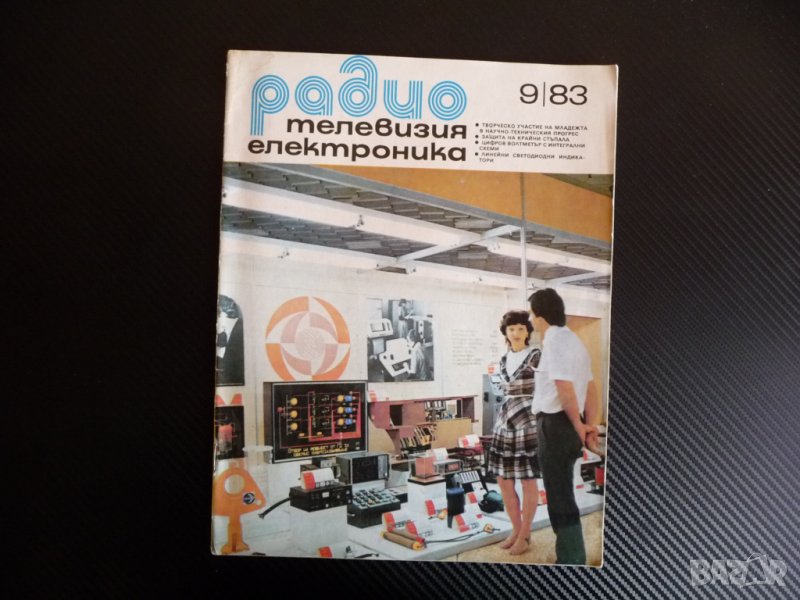 радио
телевизия
електроника
9|83
• ТВОРЧЕСКО УЧАСТИЕ НА МЛАДЕЖТА
В НАУЧНО-ТЕХНИЧЕСКИЯ ПРОГРЕС
• ЗАЩИТА НА КРАЙНИ СТЪПАЛА
• ЦИФРОВ ВОЛТМЕТЪР С ИНТЕГРАЛНИ
СХЕМИ
• ЛИНЕЙНИ СВЕТОДИОДНИ ИНДИКА-
ТОРИ
BAZAR